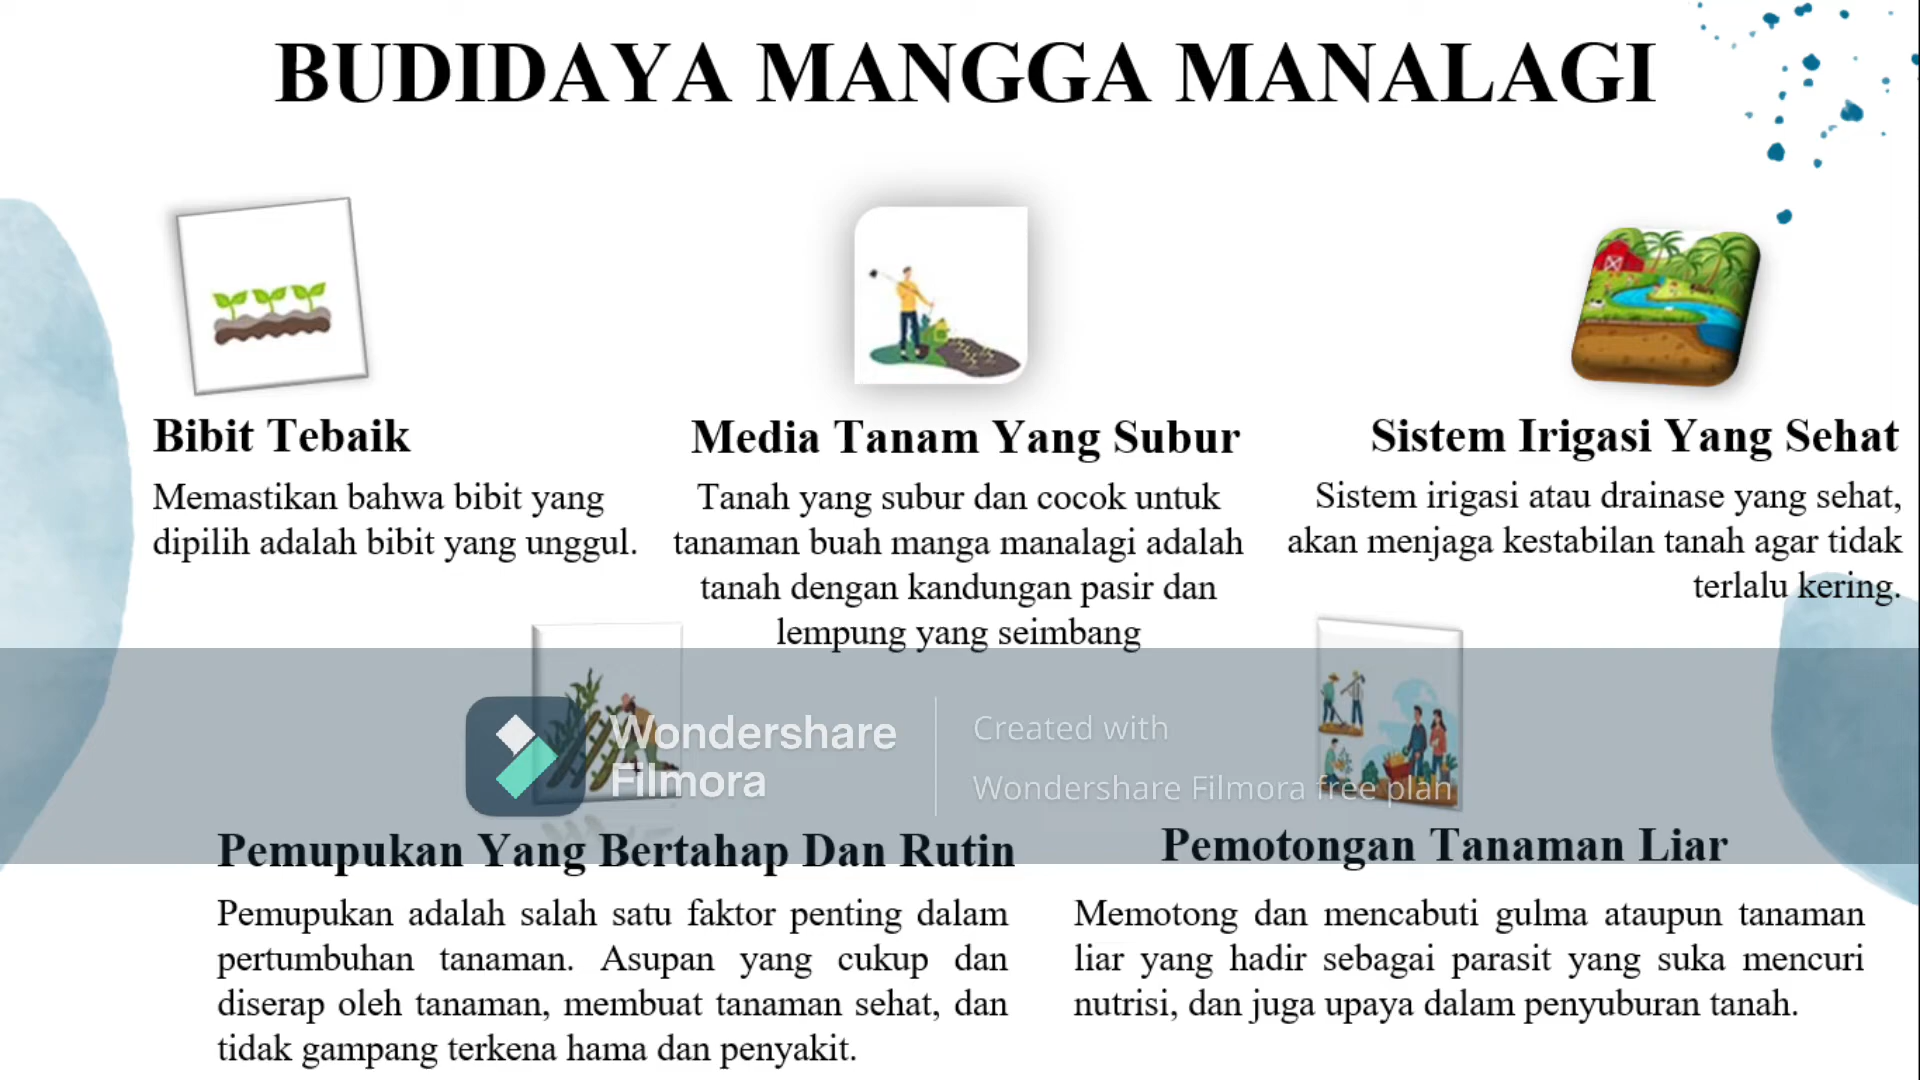 BUDIDAYA MANGGA MANALAGI
Bibit Tebaik
Memastikan bahwa bibit yang
dipilih adalah bibit yang unggul.
Media Tanam Yang Subur
Tanah yang subur dan cocok untuk
tanaman buah manga manalagi adalah
tanah dengan kandungan pasir dan
lempung yang seimbang
Sistem Irigasi Yang Sehat
Sistem irigasi atau drainase yang sehat,
akan menjaga kestabilan tanah agar tidak
terlalu kering.
Wondershare
Filmora
Created with
Wondershare Filmora free plan
Pemupukan Yang Bertahap Dan Rutin
Pemupukan adalah salah satu faktor penting dalam
pertumbuhan tanaman. Asupan yang cukup dan
diserap oleh tanaman, membuat tanaman sehat, dan
tidak gampang terkena hama dan penyakit.
Pemotongan Tanaman Liar
Memotong dan mencabuti gulma ataupun tanaman
liar yang hadir sebagai parasit yang suka mencuri
nutrisi, dan juga upaya dalam penyuburan tanah.